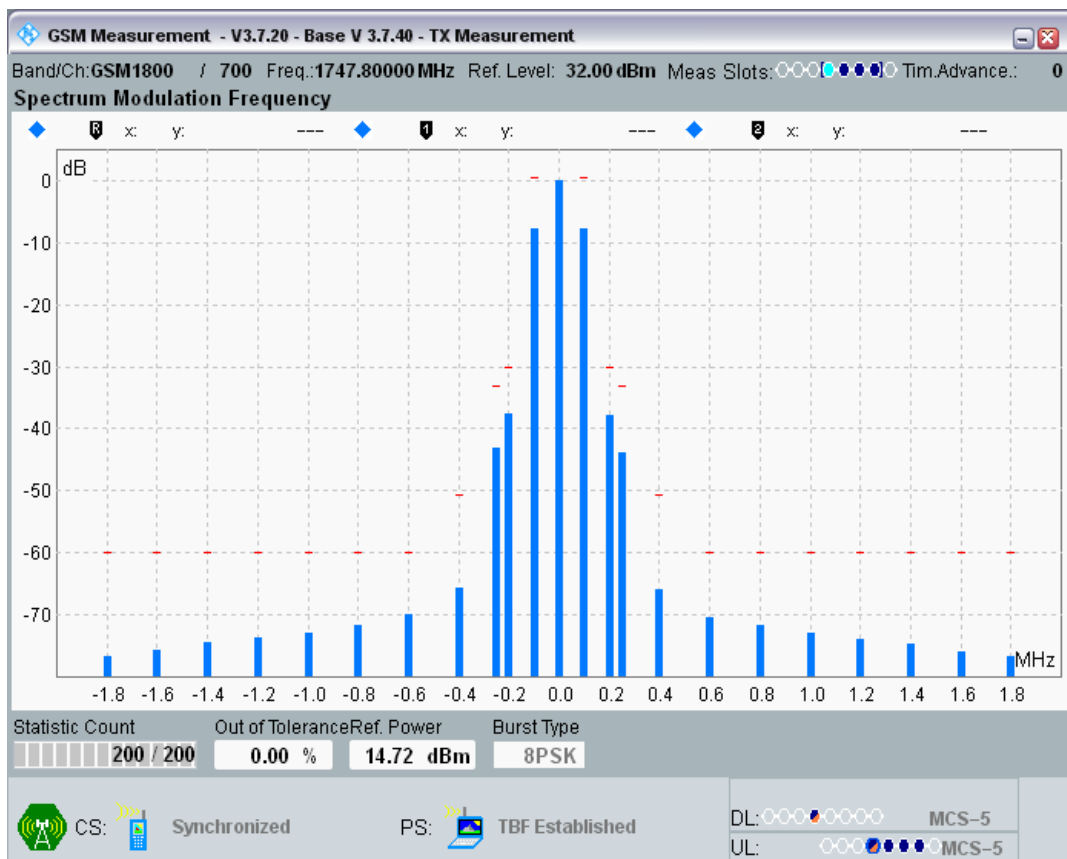 GSM Measurement - V3.7.20 - Base V 3.7.40 - TX Measurement
Band/Ch:GSM1800 / 700 Freq.:1747.80000 MHz Ref. Level: 32.00 dBm Meas Slots: Tim.Advance.: 0
Spectrum Modulation Frequency
R x: y: --- 1 x: y: --- 2 x: y: ---
dB
0
-10
-20
-30
-40
-50
-60
-70
MHz
-1.8 -1.6 -1.4 -1.2 -1.0 -0.8 -0.6 -0.4 -0.2 0.0 0.2 0.4 0.6 0.8 1.0 1.2 1.4 1.6 1.8
Statistic Count Out of Tolerance Ref. Power Burst Type
200 / 200 0.00 % 14.72 dBm 8PSK
CS: Synchronized PS: TBF Established
DL: MCS-5
UL: MCS-5